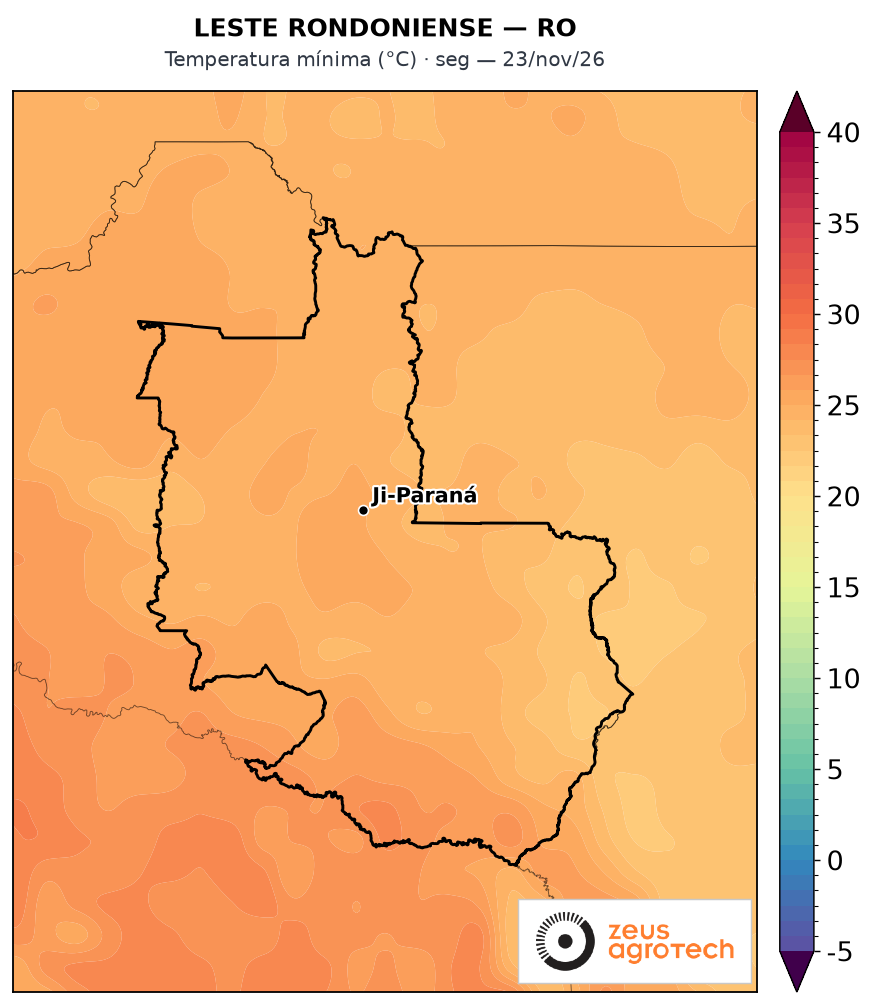 LESTE RONDONIENSE — RO
Temperatura mínima (°C) · seg — 23/nov/26
Ji-Paraná
40
35
30
25
20
15
10
5
0
-5
zeus
agrotech